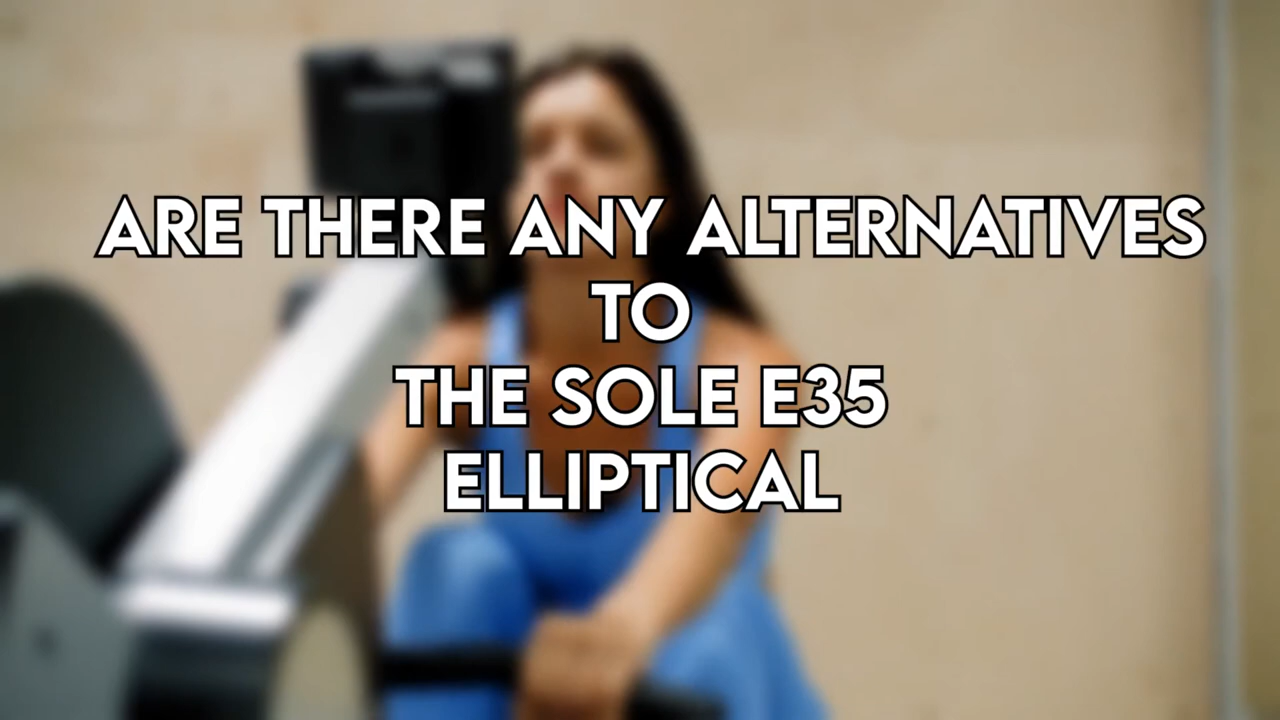 ARE THERE ANY ALTERNATIVES
TO
THE SOLE E35
ELLIPTICAL